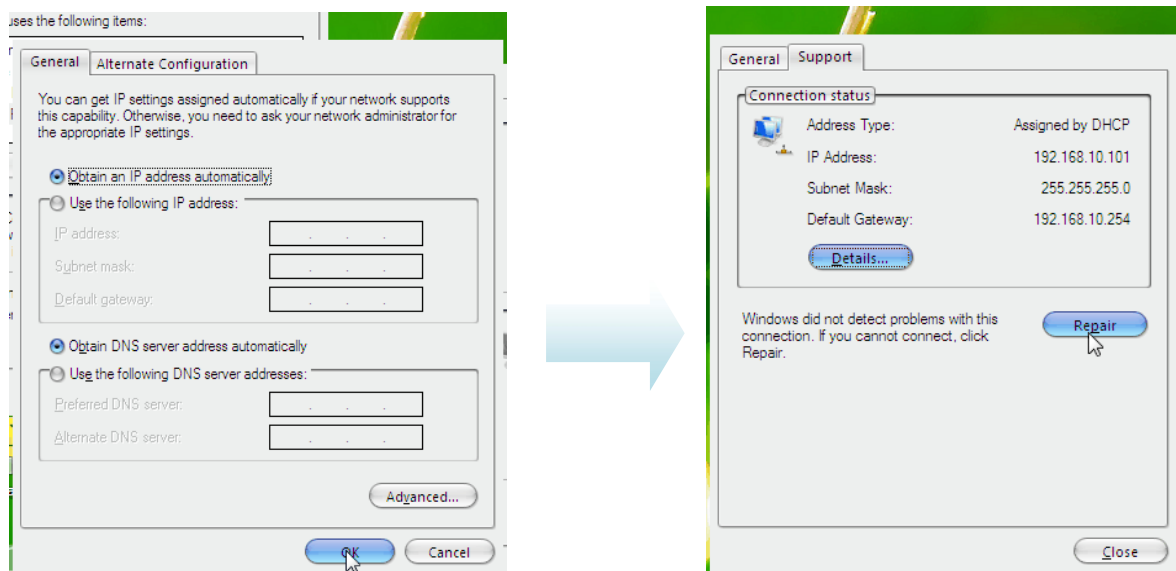 uses the following items:
General Alternate Configuration
You can get IP settings assigned automatically if your network supports
this capability. Otherwise, you need to ask your network administrator for
the appropriate IP settings.
Obtain an IP address automatically
Use the following IP address:
IP address:
Subnet mask:
Default gateway:
Obtain DNS server address automatically
Use the following DNS server addresses:
Preferred DNS server:
Alternate DNS server:
Advanced...
OK Cancel
General Support
Connection status
Address Type: Assigned by DHCP
IP Address: 192.168.10.101
Subnet Mask: 255.255.255.0
Default Gateway: 192.168.10.254
Details...
Windows did not detect problems with this
connection. If you cannot connect, click
Repair.
Repair
Close